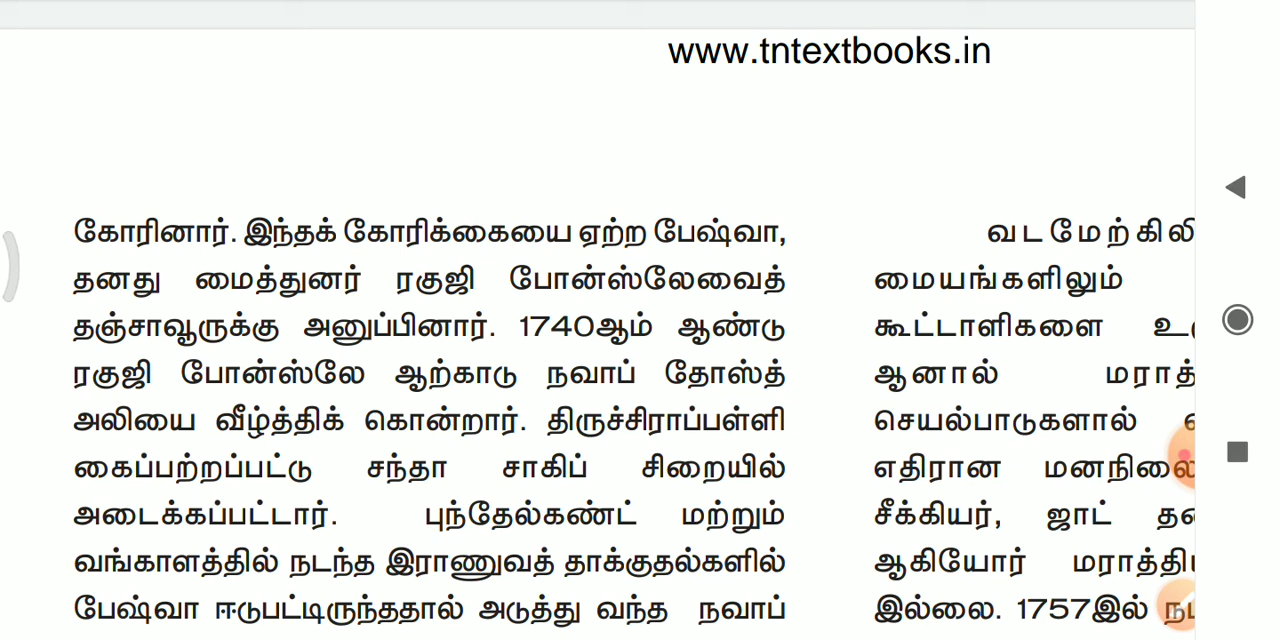 www.tntextbooks.in
கோரினார். இந்தக் கோரிக்கையை ஏற்ற பேஷ்வா,
தனது மைத்துனர் ரகுஜி போன்ஸ்லேவைத்
தஞ்சாவூருக்கு அனுப்பினார். 1740ஆம் ஆண்டு
ரகுஜி போன்ஸ்லே ஆற்காடு நவாப் தோஸ்த்
அலியை வீழ்த்திக் கொன்றார். திருச்சிராப்பள்ளி
கைப்பற்றப்பட்டு சந்தா சாகிப் சிறையில்
அடைக்கப்பட்டார். புந்தேல்கண்ட் மற்றும்
வங்காளத்தில் நடந்த இராணுவத் தாக்குதல்களில்
பேஷ்வா ஈடுபட்டிருந்ததால் அடுத்து வந்த நவாப்
மையங்களிலும்
கூட்டாளிகளை
ஆனால்
செயல்பாடுகளால்
எதிரான
சீக்கியர், ஜாட்
ஆகியோர்
இல்லை. 1757இல்